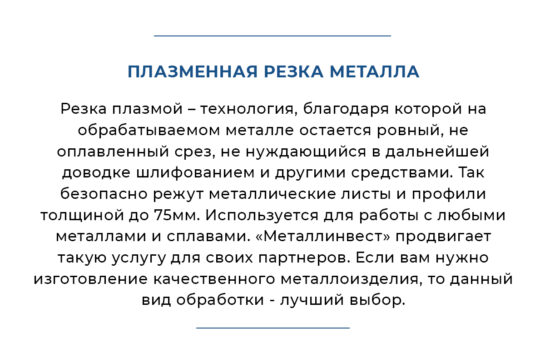 ПЛАЗМЕННАЯ РЕЗКА МЕТАЛЛА
Резка плазмой – технология, благодаря которой на
обрабатываемом металле остается ровный, не
оплавленный срез, не нуждающийся в дальнейшей
доводке шлифованием и другими средствами. Так
безопасно режут металлические листы и профили
толщиной до 75мм. Используется для работы с любыми
металлами и сплавами. «Металлинвест» продвигает
такую услугу для своих партнеров. Если вам нужно
изготовление качественного металлоизделия, то данный
вид обработки - лучший выбор.